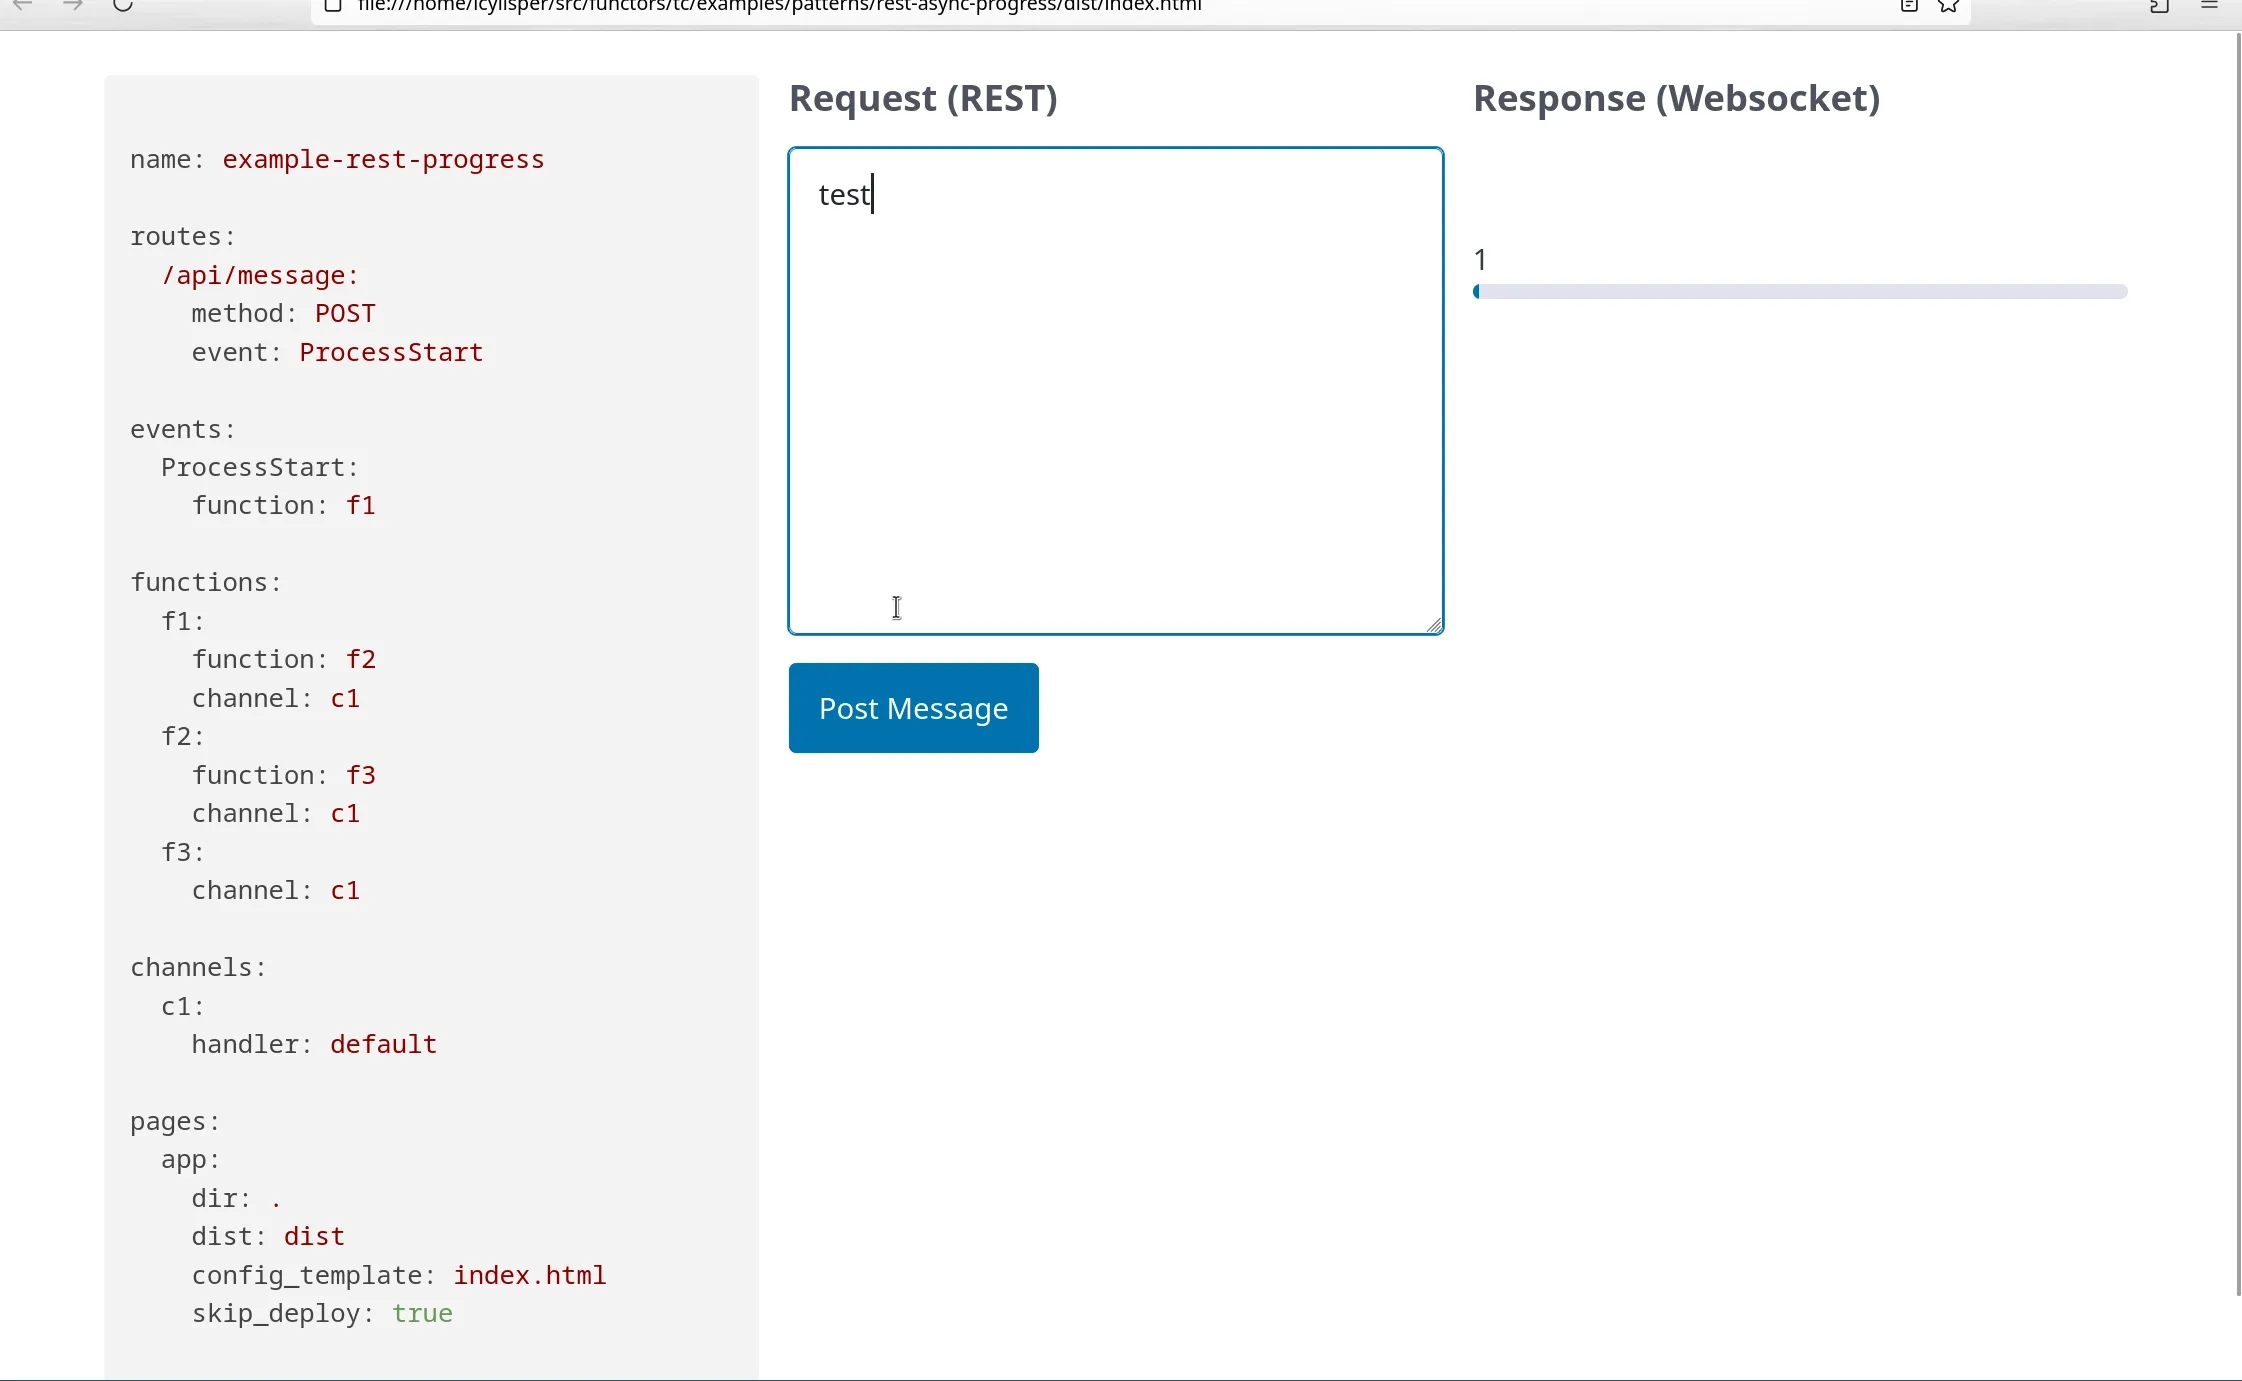 file:///home/icylisper/src/functors/tc/examples/patterns/rest-async-progress/dist/index.html
name: example-rest-progress
routes:
/api/message:
method: POST
event: ProcessStart
events:
ProcessStart:
function: f1
functions:
f1:
function: f2
channel: c1
f2:
function: f3
channel: c1
f3:
channel: c1
channels:
c1:
handler: default
pages:
app:
dir: .
dist: dist
config_template: index.html
skip_deploy: true
Request (REST)
test
Post Message
Response (Websocket)
1